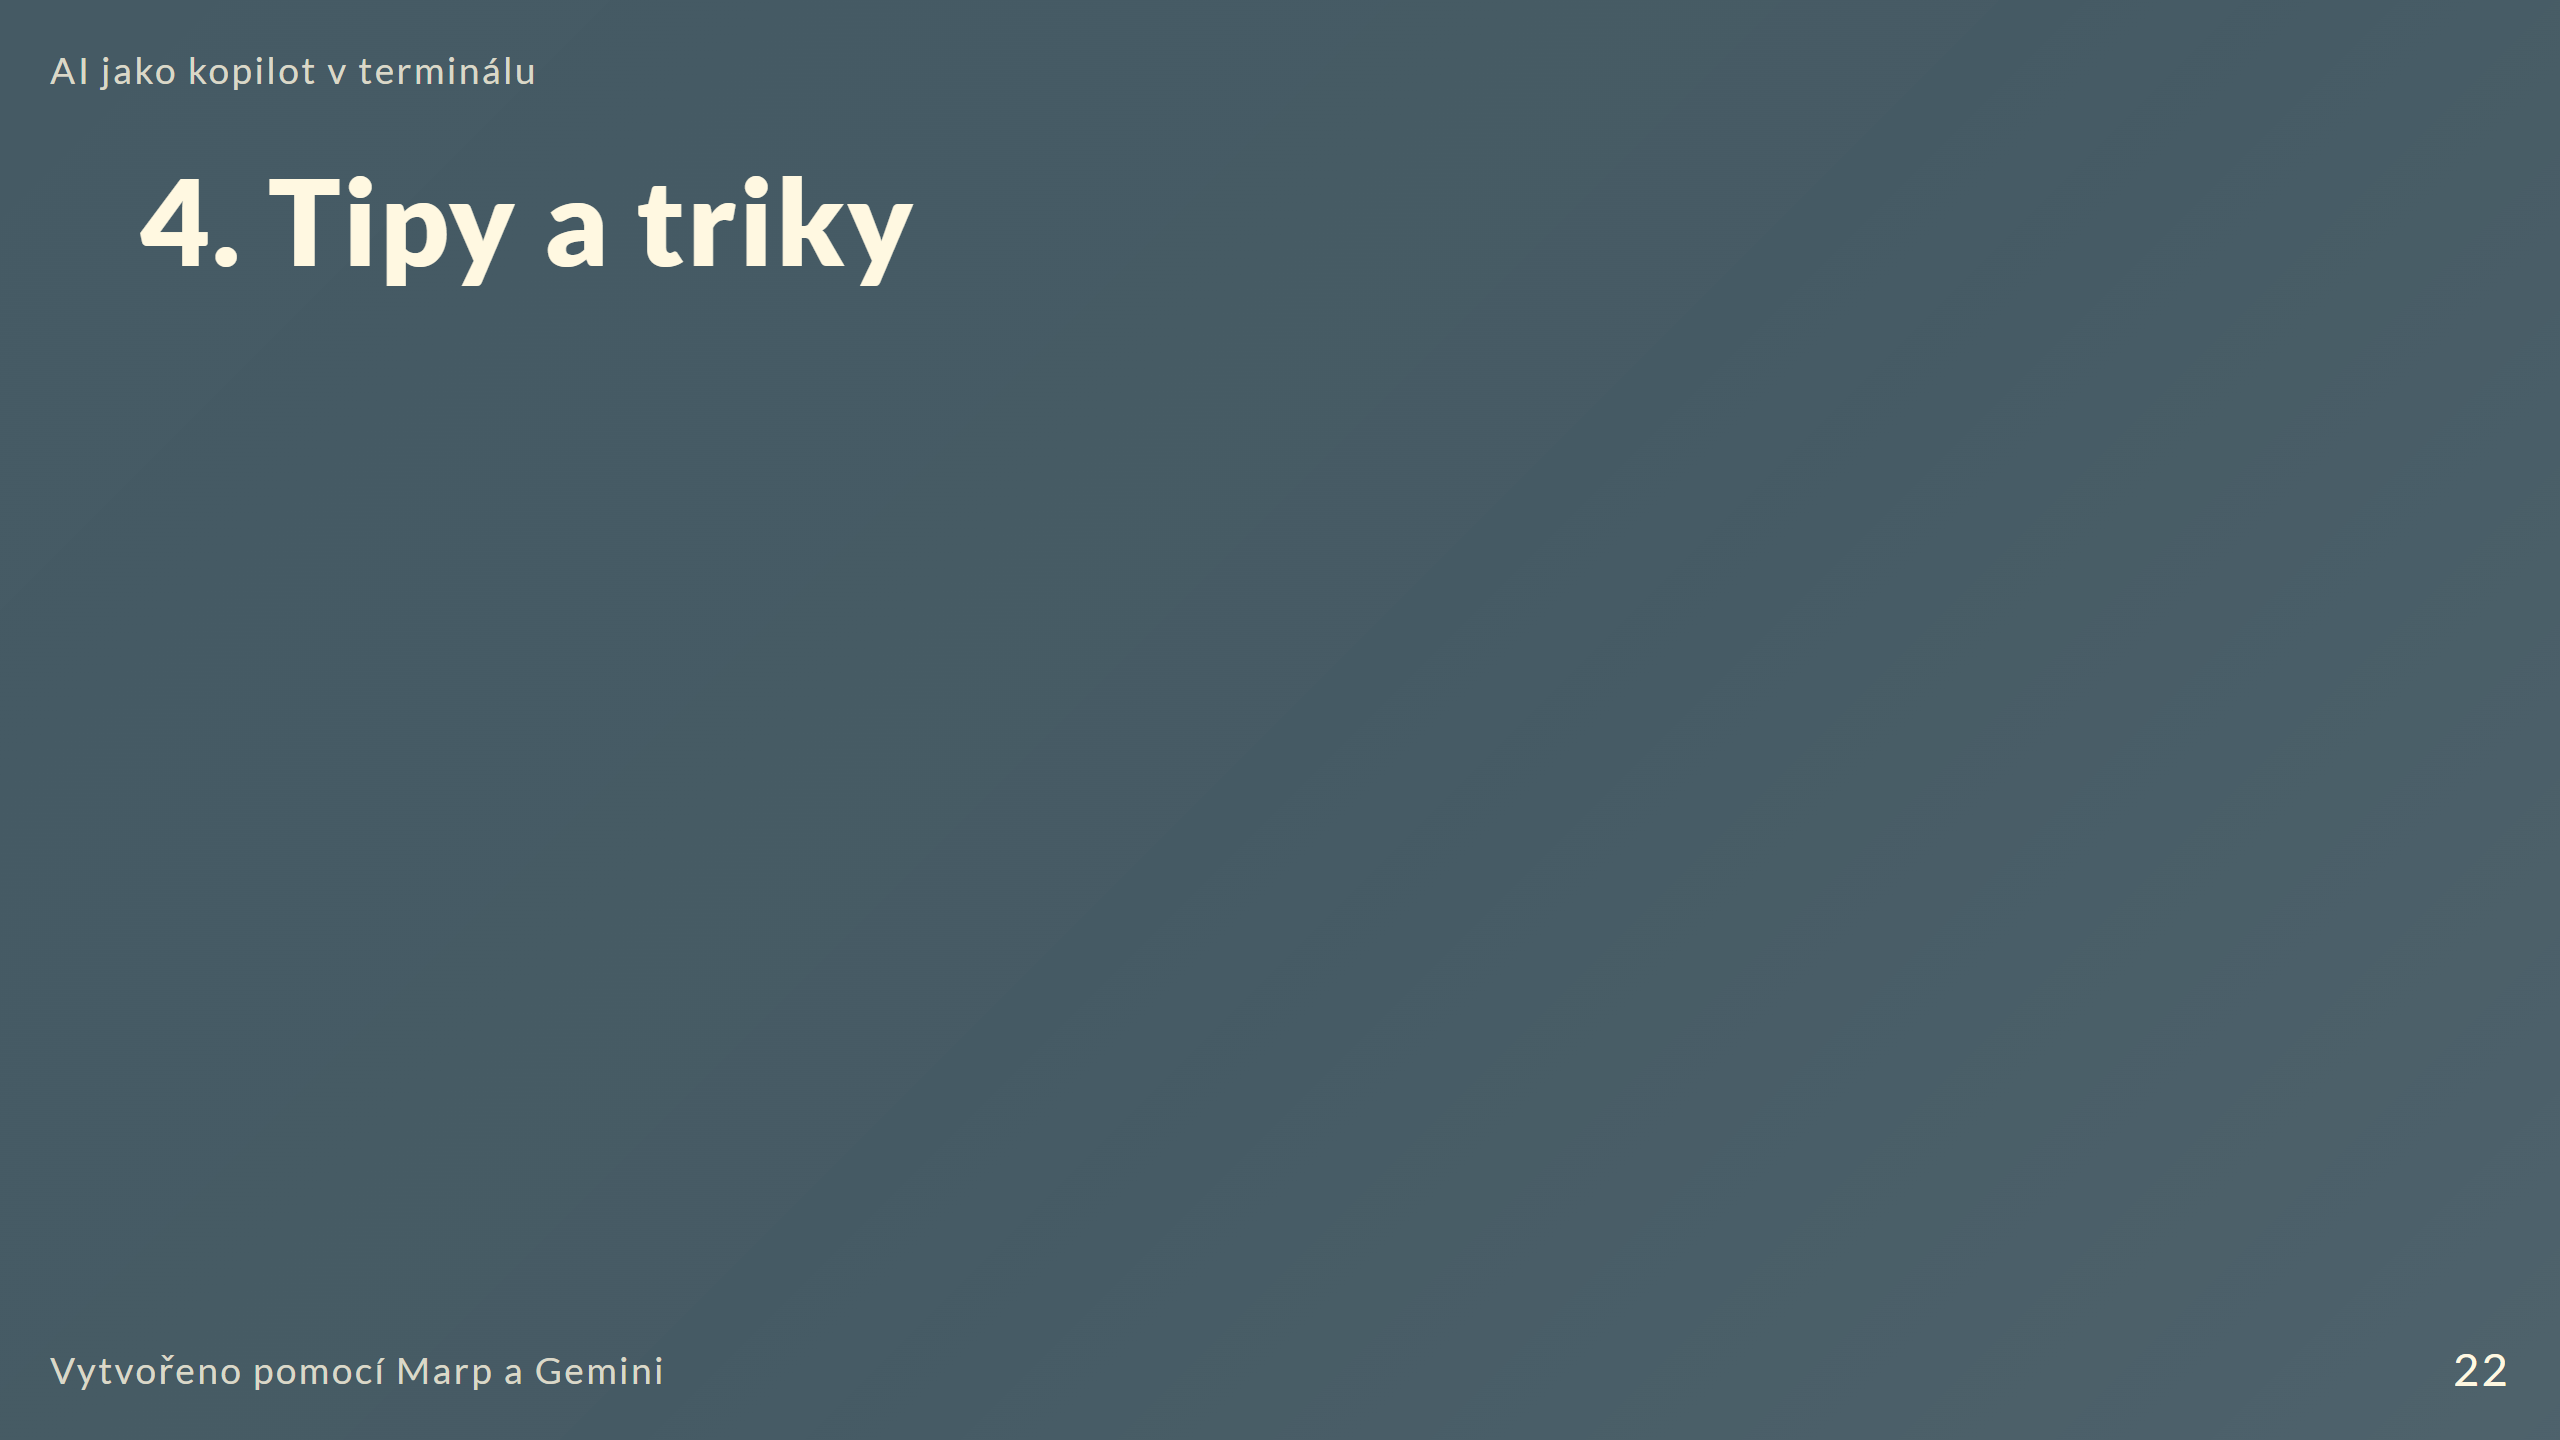 AI jako kopilot v terminálu
4. Tipy a triky
Vytvořeno pomocí Marp a Gemini
22